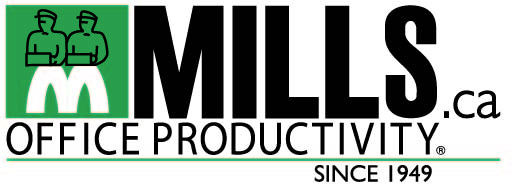 M MILLS.ca
OFFICE PRODUCTIVITY®
SINCE 1949